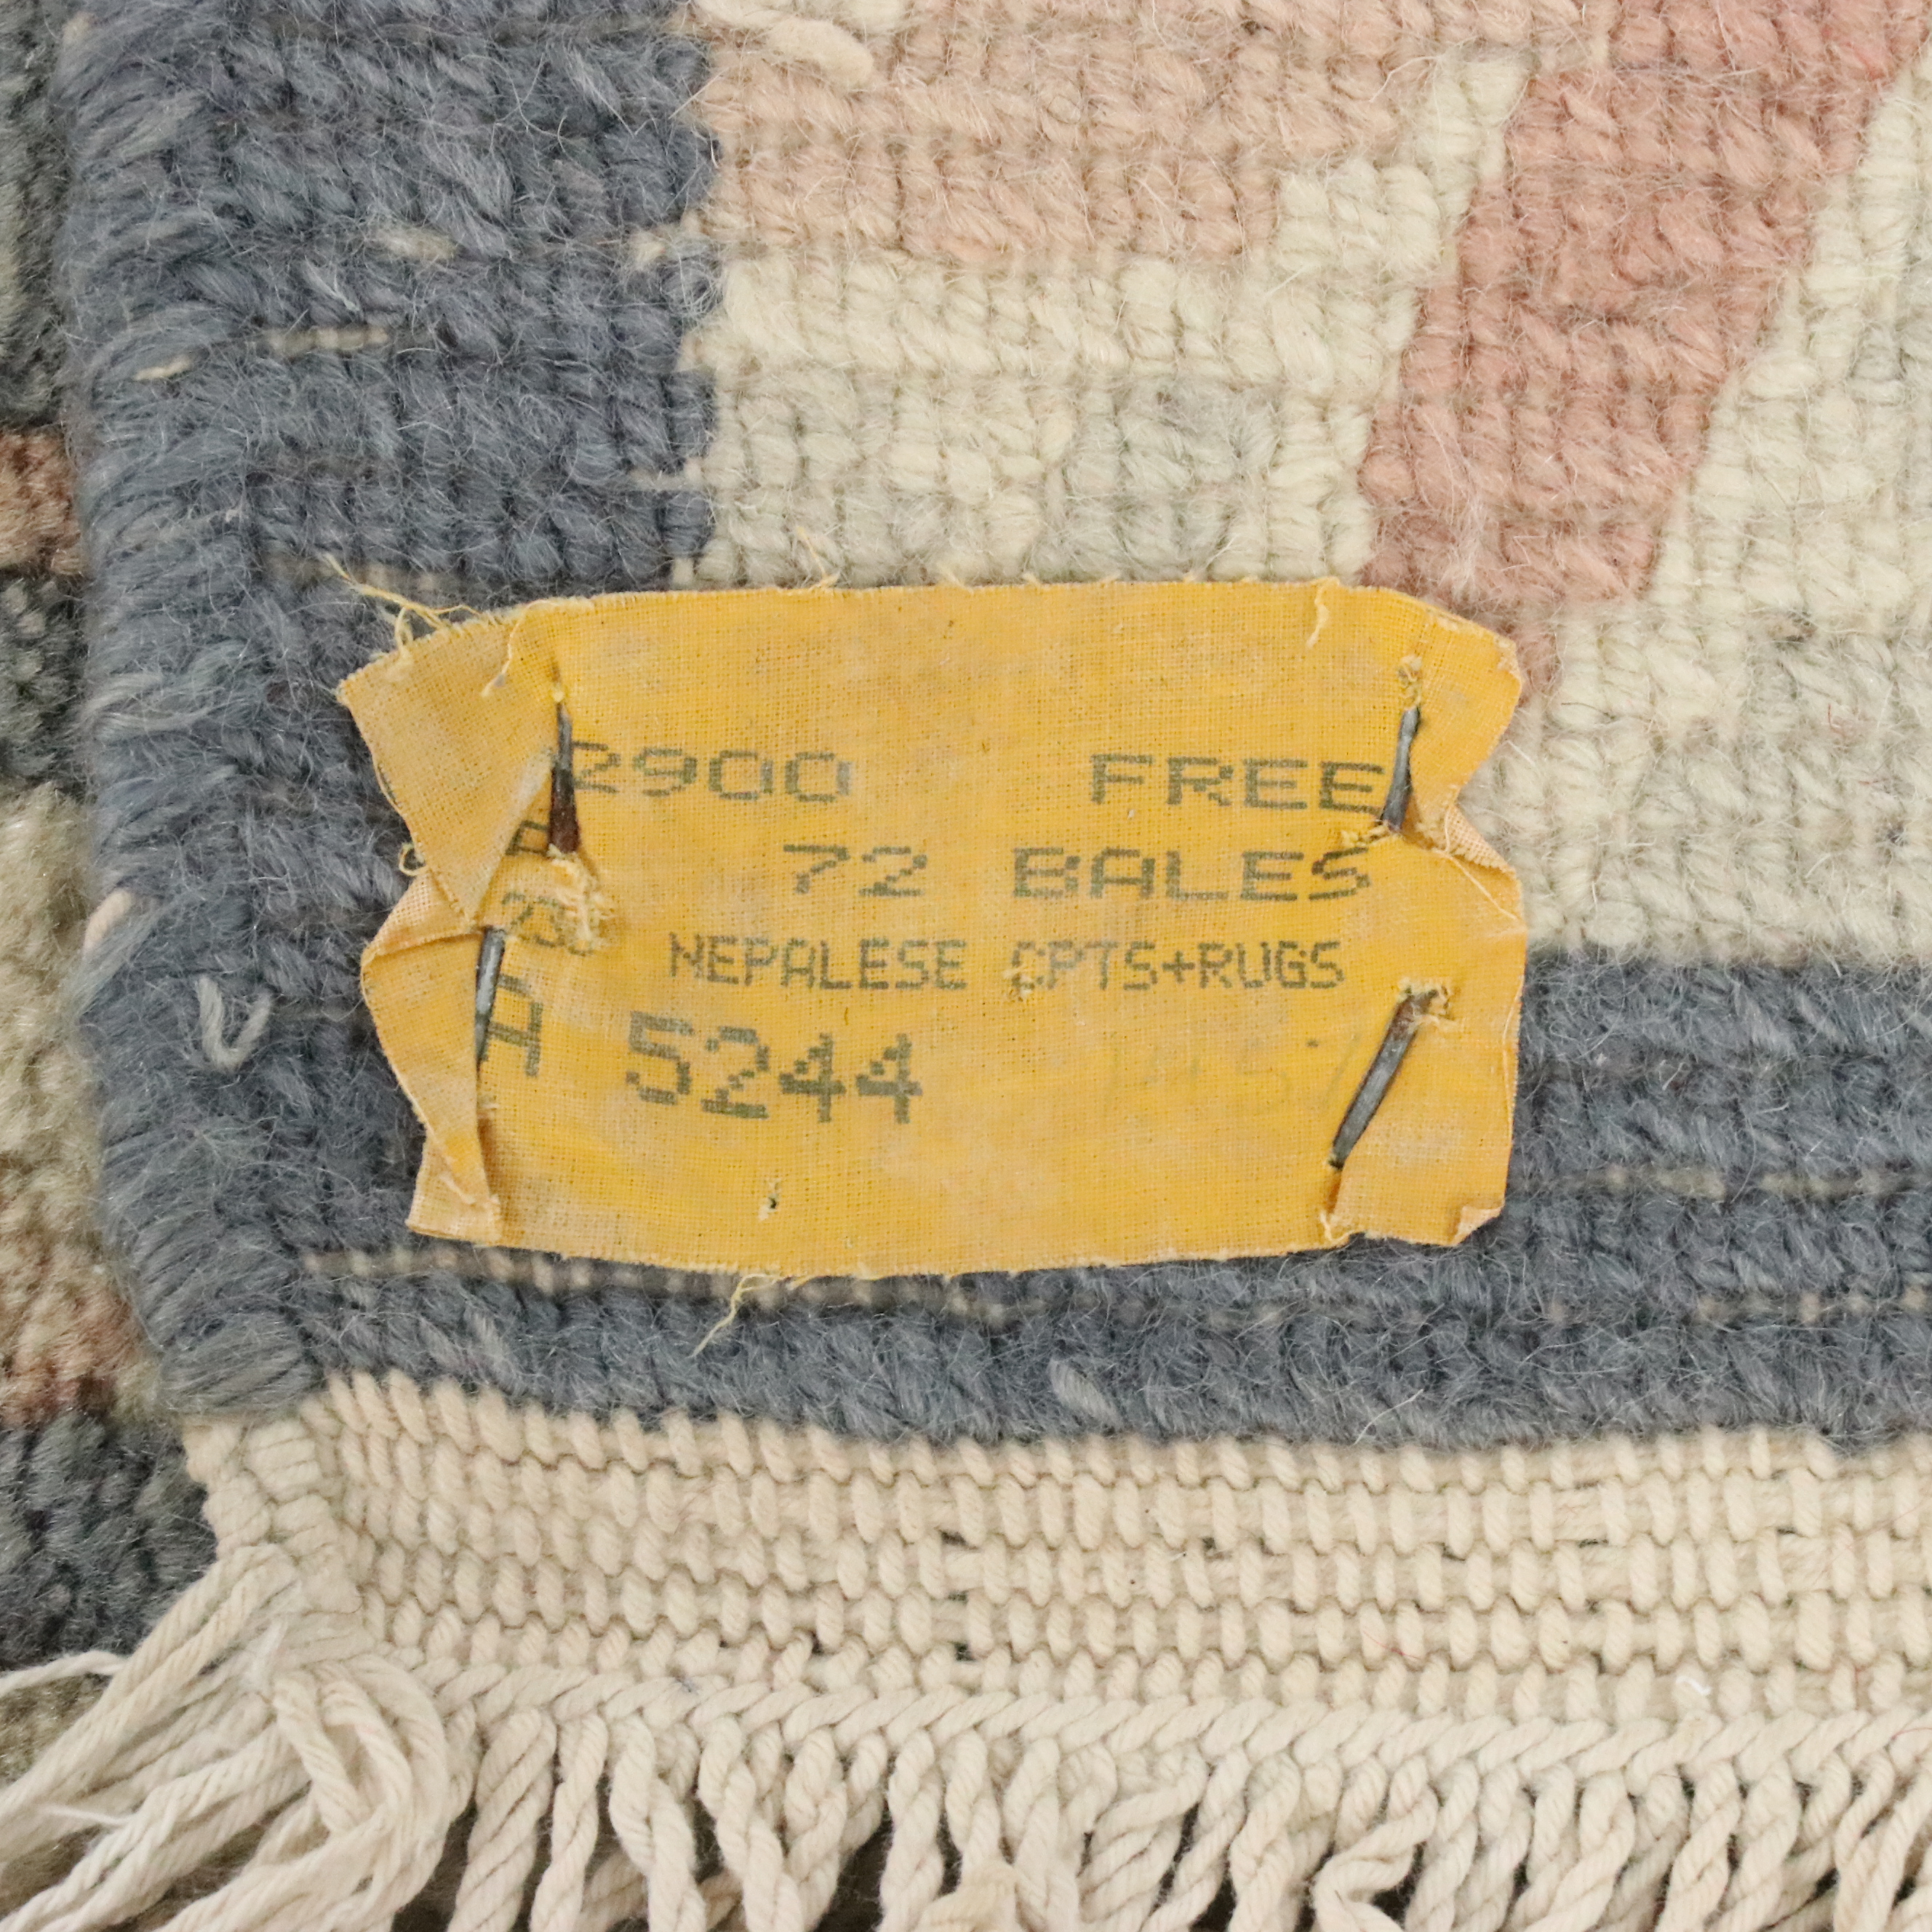 2900 FREE
72 BALES
NEPALESE CPTS+RUGS
A 5244